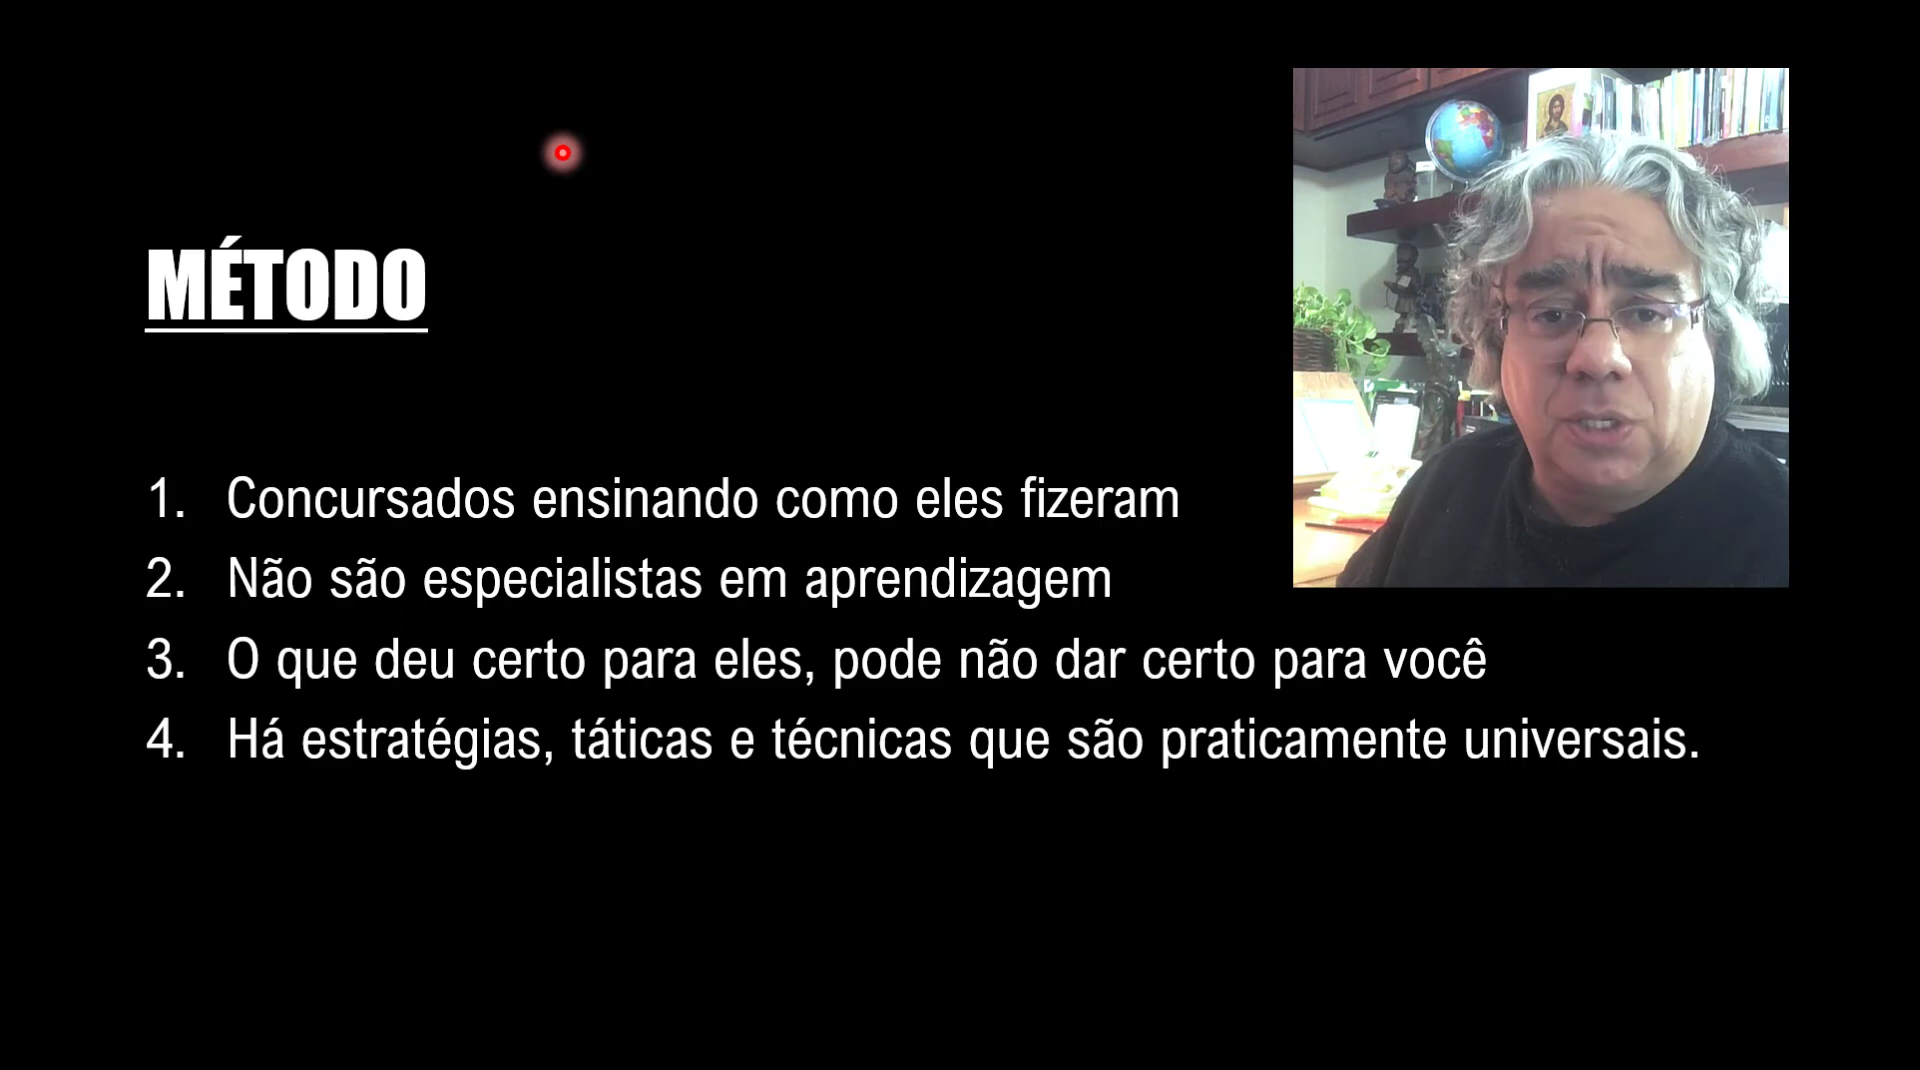 MÉTODO
1. Concursados ensinando como eles fizeram
2. Não são especialistas em aprendizagem
3. O que deu certo para eles, pode não dar certo para você
4. Há estratégias, táticas e técnicas que são praticamente universais.